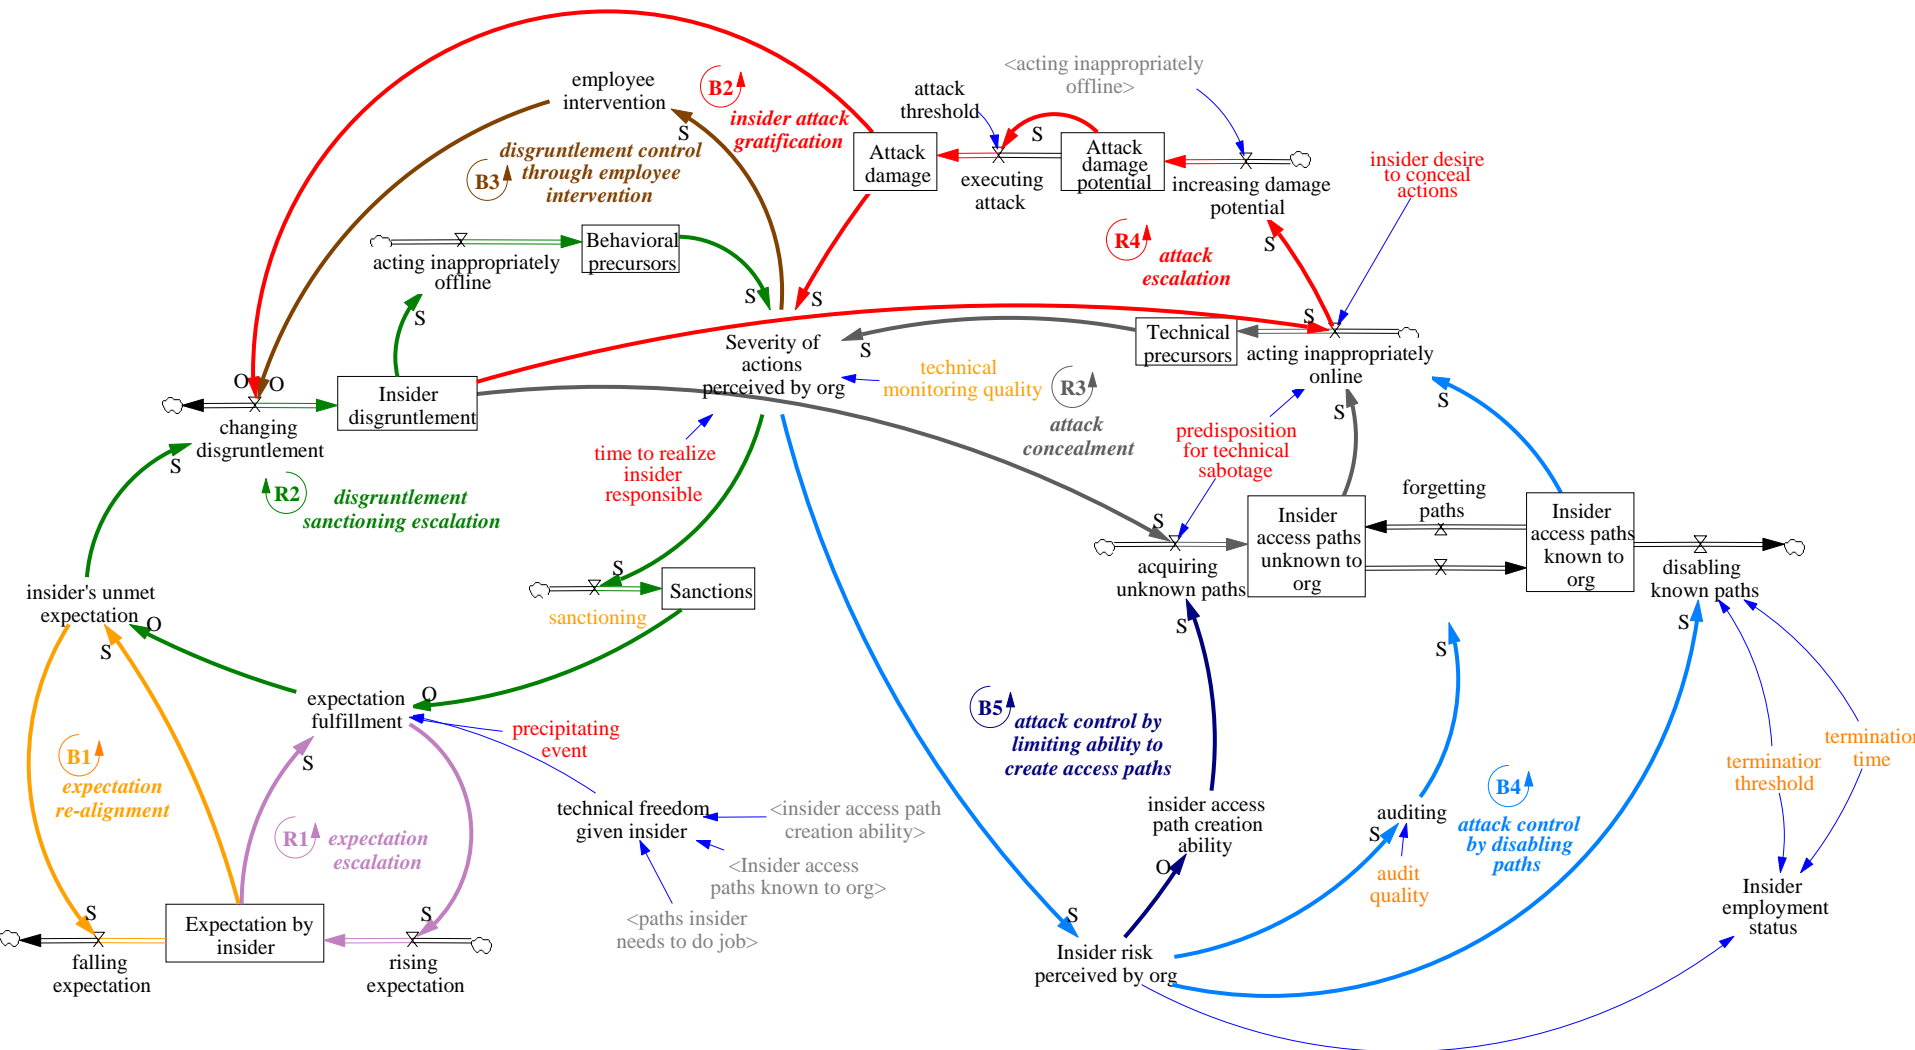 employee
intervention
B2
insider attack
gratification
attack
threshold
<acting inappropriately
offline>
Attack
damage
S
executing
attack
Attack
damage
potential
increasing damage
potential
insider desire
to conceal
actions
S
B3
disgruntlement control
through employee
intervention
acting inappropriately
offline
Behavioral
precursors
R4
attack
escalation
S
S
S
S
S
Technical
precursors
acting inappropriately
online
Severity of
actions
perceived by org
S
technical
monitoring quality
R3
attack
concealment
O
O
Insider
disgruntlement
changing
disgruntlement
S
R2
disgruntlement
sanctioning escalation
time to realize
insider
responsible
predisposition
for technical
sabotage
S
S
forgetting
paths
Insider
access paths
unknown to
org
Insider
access paths
known to
org
S
acquiring
unknown paths
disabling
known paths
S
sanctioning
Sanctions
insider's unmet
expectation
O
S
S
S
S
expectation
fulfillment
O
precipitating
event
B1
expectation
re-alignment
S
R1
expectation
escalation
technical freedom
given insider
<insider access path
creation ability>
<Insider access
paths known to org>
<paths insider
needs to do job>
B5
attack control by
limiting ability to
create access paths
insider access
path creation
ability
O
auditing
S
audit
quality
B4
attack control
by disabling
paths
termination
threshold
termination
time
Insider
employment
status
S
Expectation by
insider
S
falling
expectation
rising
expectation
S
Insider risk
perceived by org